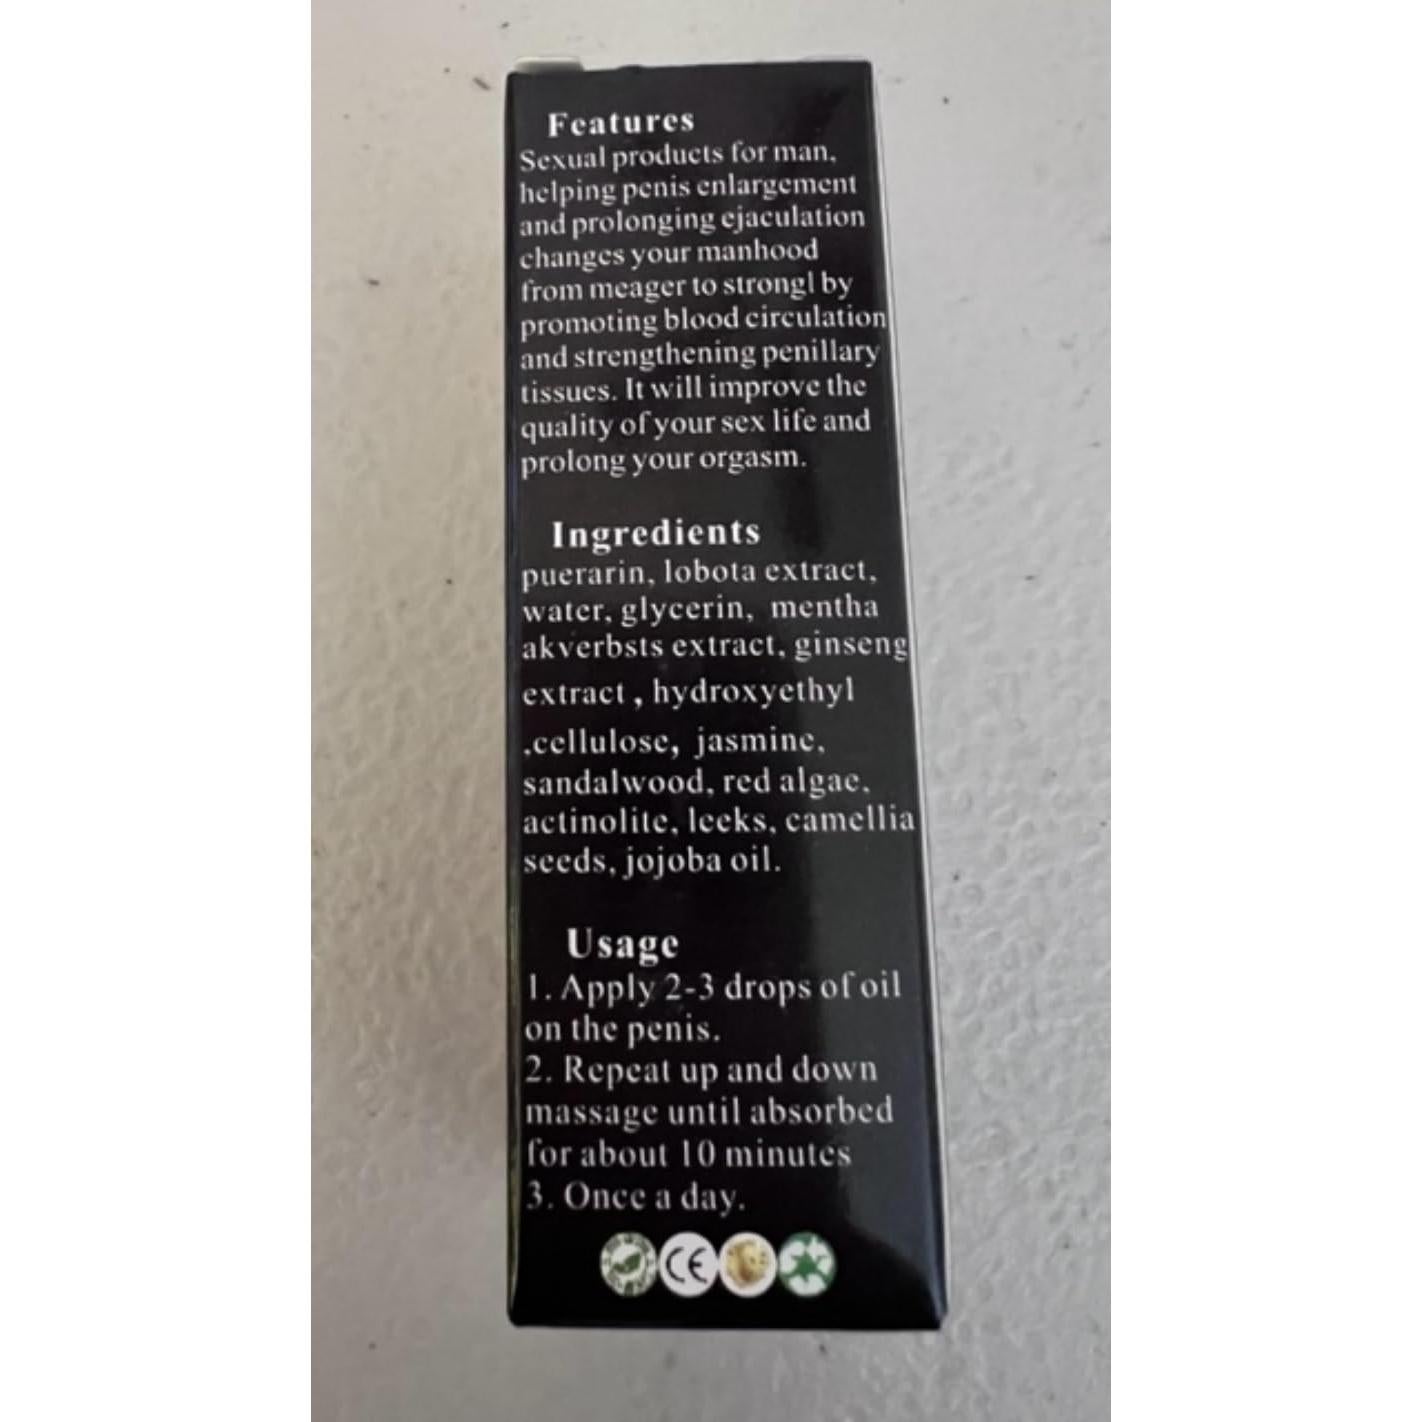 Features
Sexual products for man,
helping penis enlargement
and prolonging ejaculation
changes your manhood
from meager to strongl by
promoting blood circulation
and strengthening penillary
tissues. It will improve the
quality of your sex life and
prolong your orgasm.
Ingredients
puerarin, lobota extract,
water, glycerin, mentha
akverbsts extract, ginseng
extract , hydroxyethyl
.cellulose, jasmine,
sandalwood, red algae,
actinolite, leeks, camellia
seeds, jojoba oil.
Usage
1. Apply 2-3 drops of oil
on the penis.
2. Repeat up and down
massage until absorbed
for about 10 minutes
3. Once a day.
CE